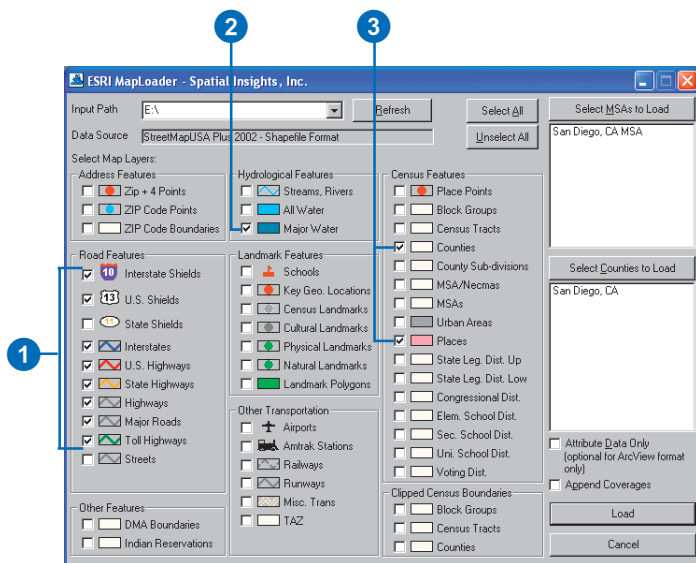 2
3
ESRI MapLoader - Spatial Insights, Inc.
Input Path
E:\
Refresh
Select All
Data Source
StreetMapUSA Plus 2002 - Shapefile Format
Unselect All
Select Map Layers:
Address Features
Zip + 4 Points
ZIP Code Points
ZIP Code Boundaries
Hydrological Features
Streams, Rivers
All Water
Major Water
Census Features
Place Points
Block Groups
Census Tracts
Counties
County Sub-divisions
MSA/Necmas
MSAs
Urban Areas
Places
State Leg. Dist. Up
State Leg. Dist. Low
Congressional Dist.
Elem. School Dist.
Sec. School Dist.
Uni. School Dist.
Voting Dist.
1
Road Features
10 Interstate Shields
13 U.S. Shields
11 State Shields
Interstates
U.S. Highways
State Highways
Highways
Major Roads
Toll Highways
Streets
Landmark Features
Schools
Key Geo. Locations
Census Landmarks
Cultural Landmarks
Physical Landmarks
Natural Landmarks
Landmark Polygons
Other Transportation
Airports
Amtrak Stations
Railways
Runways
Misc. Trans
TAZ
Other Features
DMA Boundaries
Indian Reservations
Clipped Census Boundaries
Block Groups
Census Tracts
Counties
Select MSAs to Load
San Diego, CA MSA
Select Counties to Load
San Diego, CA
Attribute Data Only
(optional for ArcView format
only)
Append Coverages
Load
Cancel